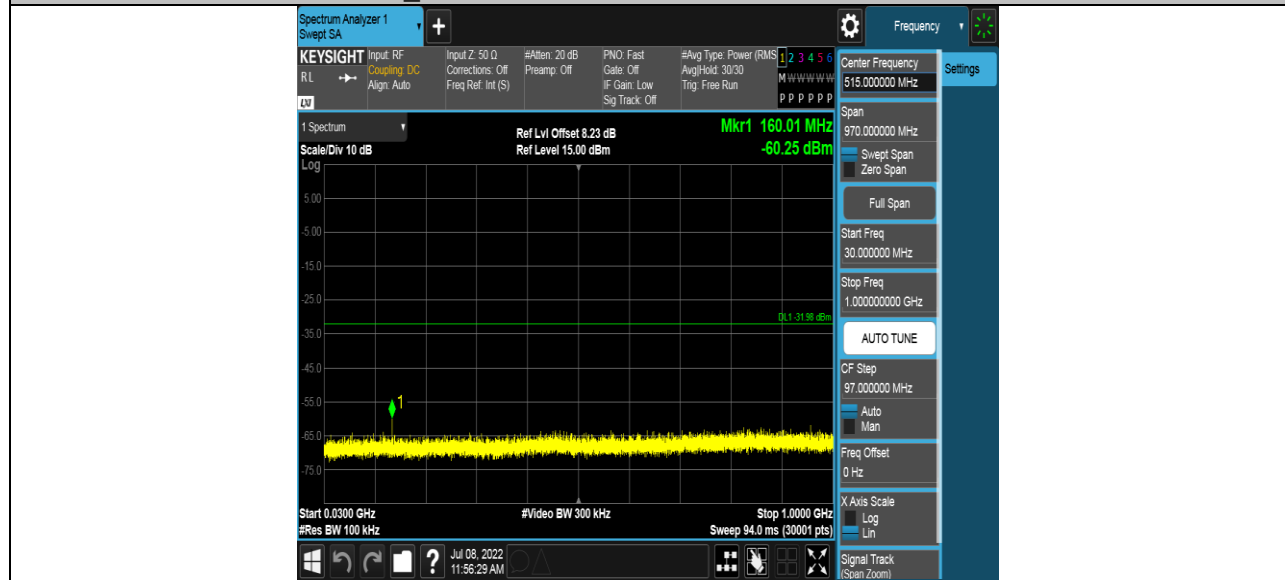 Spectrum Analyzer 1
Swept SA
+
Frequency
KEYSIGHT
RL
LXI
Input: RF
Coupling: DC
Align: Auto
Input Z: 50 Ω
Corrections: Off
Freq Ref: Int (S)
#Atten: 20 dB
Preamp: Off
PNO: Fast
Gate: Off
IF Gain: Low
Sig Track: Off
#Avg Type: Power (RMS
Avg|Hold: 30/30
Trig: Free Run
1 2 3 4 5 6
M W W W W W
P P P P P P
1 Spectrum
Scale/Div 10 dB
Log
Ref Lvl Offset 8.23 dB
Ref Level 15.00 dBm
Mkr1 160.01 MHz
-60.25 dBm
5.00
-5.00
-15.0
-25.0
DL1 -31.98 dBm
-35.0
-45.0
-55.0
1
-65.0
-75.0
Start 0.0300 GHz
#Res BW 100 kHz
#Video BW 300 kHz
Stop 1.0000 GHz
Sweep 94.0 ms (30001 pts)
?
Jul 08, 2022
11:56:29 AM
Center Frequency
515.000000 MHz
Span
970.000000 MHz
Swept Span
Zero Span
Full Span
Start Freq
30.000000 MHz
Stop Freq
1.000000000 GHz
AUTO TUNE
CF Step
97.000000 MHz
Auto
Man
Freq Offset
0 Hz
X Axis Scale
Log
Lin
Signal Track
(Span Zoom)
Settings